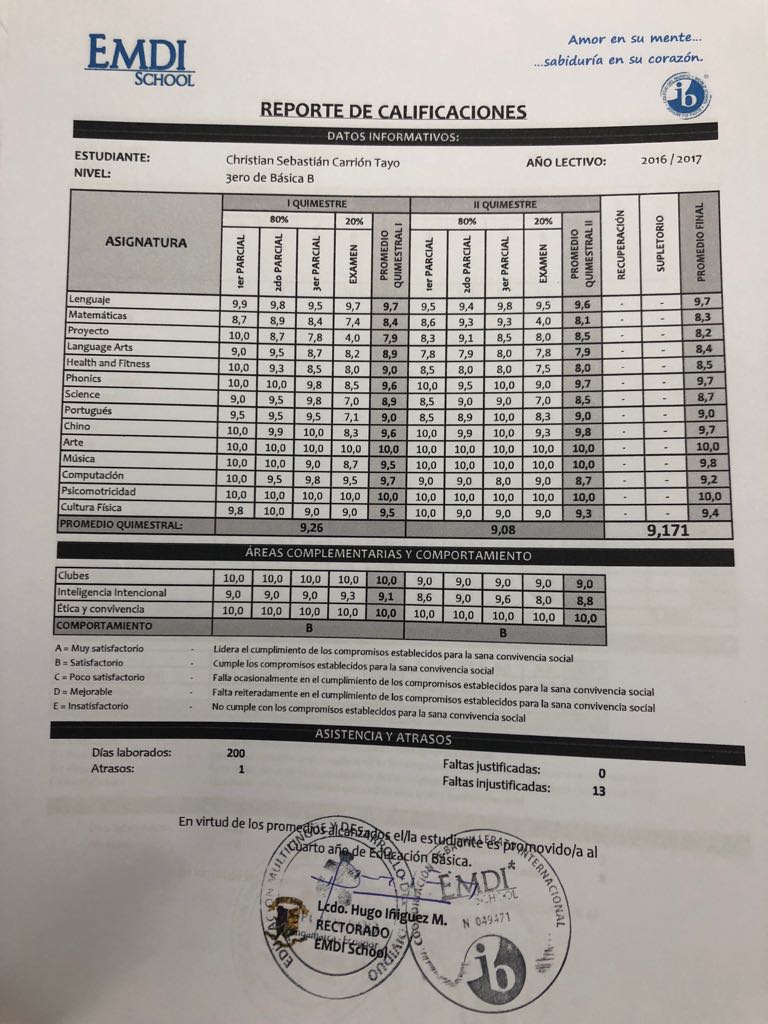 EMDI
SCHOOL
Amor en su mente...
...sabiduría en su corazón.
ib
REPORTE DE CALIFICACIONES
DATOS INFORMATIVOS:
ESTUDIANTE: Christian Sebastián Carrión Tayo AÑO LECTIVO: 2016 / 2017
NIVEL: 3ero de Básica B
ASIGNATURA I QUIMESTRE II QUIMESTRE RECUPERACIÓN SUPLETORIO PROMEDIO FINAL
80% 20% 80% 20%
1er PARCIAL 2do PARCIAL 3er PARCIAL EXAMEN PROMEDIO QUIMESTRAL I 1er PARCIAL 2do PARCIAL 3er PARCIAL EXAMEN PROMEDIO QUIMESTRAL II
Lenguaje 9,9 9,8 9,5 9,7 9,7 9,5 9,4 9,8 9,5 9,6 - - 9,7
Matemáticas 8,7 8,9 8,4 7,4 8,4 8,6 9,3 9,3 4,0 8,1 - - 8,3
Proyecto 10,0 8,7 7,8 4,0 7,9 8,3 9,1 8,5 8,0 8,5 - - 8,2
Language Arts 9,0 9,5 8,7 8,2 8,9 7,8 7,9 8,0 7,8 7,9 - - 8,4
Health and Fitness 10,0 9,3 8,5 8,0 9,0 8,5 8,0 8,0 7,5 8,0 - - 8,5
Phonics 10,0 10,0 9,8 8,5 9,6 10,0 9,5 10,0 9,0 9,7 - - 9,7
Science 9,0 9,5 9,8 7,0 8,9 8,5 9,0 9,0 7,0 8,5 - - 8,7
Portugués 9,5 9,5 9,5 7,1 9,0 8,5 8,9 10,0 8,3 9,0 - - 9,0
Chino 10,0 9,9 10,0 8,3 9,6 10,0 9,9 10,0 9,3 9,8 - - 9,7
Arte 10,0 10,0 10,0 10,0 10,0 10,0 10,0 10,0 10,0 10,0 - - 10,0
Música 10,0 10,0 9,0 8,7 9,5 10,0 10,0 10,0 10,0 10,0 - - 9,8
Computación 10,0 9,5 9,8 9,5 9,7 9,0 9,0 8,0 9,0 8,7 - - 9,2
Psicomotricidad 10,0 10,0 10,0 10,0 10,0 10,0 10,0 10,0 10,0 10,0 - - 10,0
Cultura Física 9,8 10,0 9,0 9,0 9,5 10,0 9,0 9,0 9,0 9,3 - - 9,4
PROMEDIO QUIMESTRAL: 9,26 9,08 9,171
ÁREAS COMPLEMENTARIAS Y COMPORTAMIENTO
Clubes 10,0 10,0 10,0 10,0 10,0 9,0 9,0 9,0 9,0 9,0
Inteligencia Intencional 9,0 9,0 9,0 9,3 9,1 8,6 9,0 9,6 8,0 8,8
Ética y convivencia 10,0 10,0 10,0 10,0 10,0 10,0 10,0 10,0 10,0 10,0
COMPORTAMIENTO B B
A = Muy satisfactorio - Lidera el cumplimiento de los compromisos establecidos para la sana convivencia social
B = Satisfactorio - Cumple los compromisos establecidos para la sana convivencia social
C = Poco satisfactorio - Falla ocasionalmente en el cumplimiento de los compromisos establecidos para la sana convivencia social
D = Mejorable - Falta reiteradamente en el cumplimiento de los compromisos establecidos para la sana convivencia social
E = Insatisfactorio - No cumple con los compromisos establecidos para la sana convivencia social
ASISTENCIA Y ATRASOS
Días laborados: 200 Faltas justificadas: 0
Atrasos: 1 Faltas injustificadas: 13
En virtud de los promedios alcanzados el/la estudiante es promovido/a al
Cuarto año de Educación Básica.
EMDI
SCHOOL
N 049471
ib
Lcdo. Hugo Iñiguez M.
RECTORADO
EMDI School